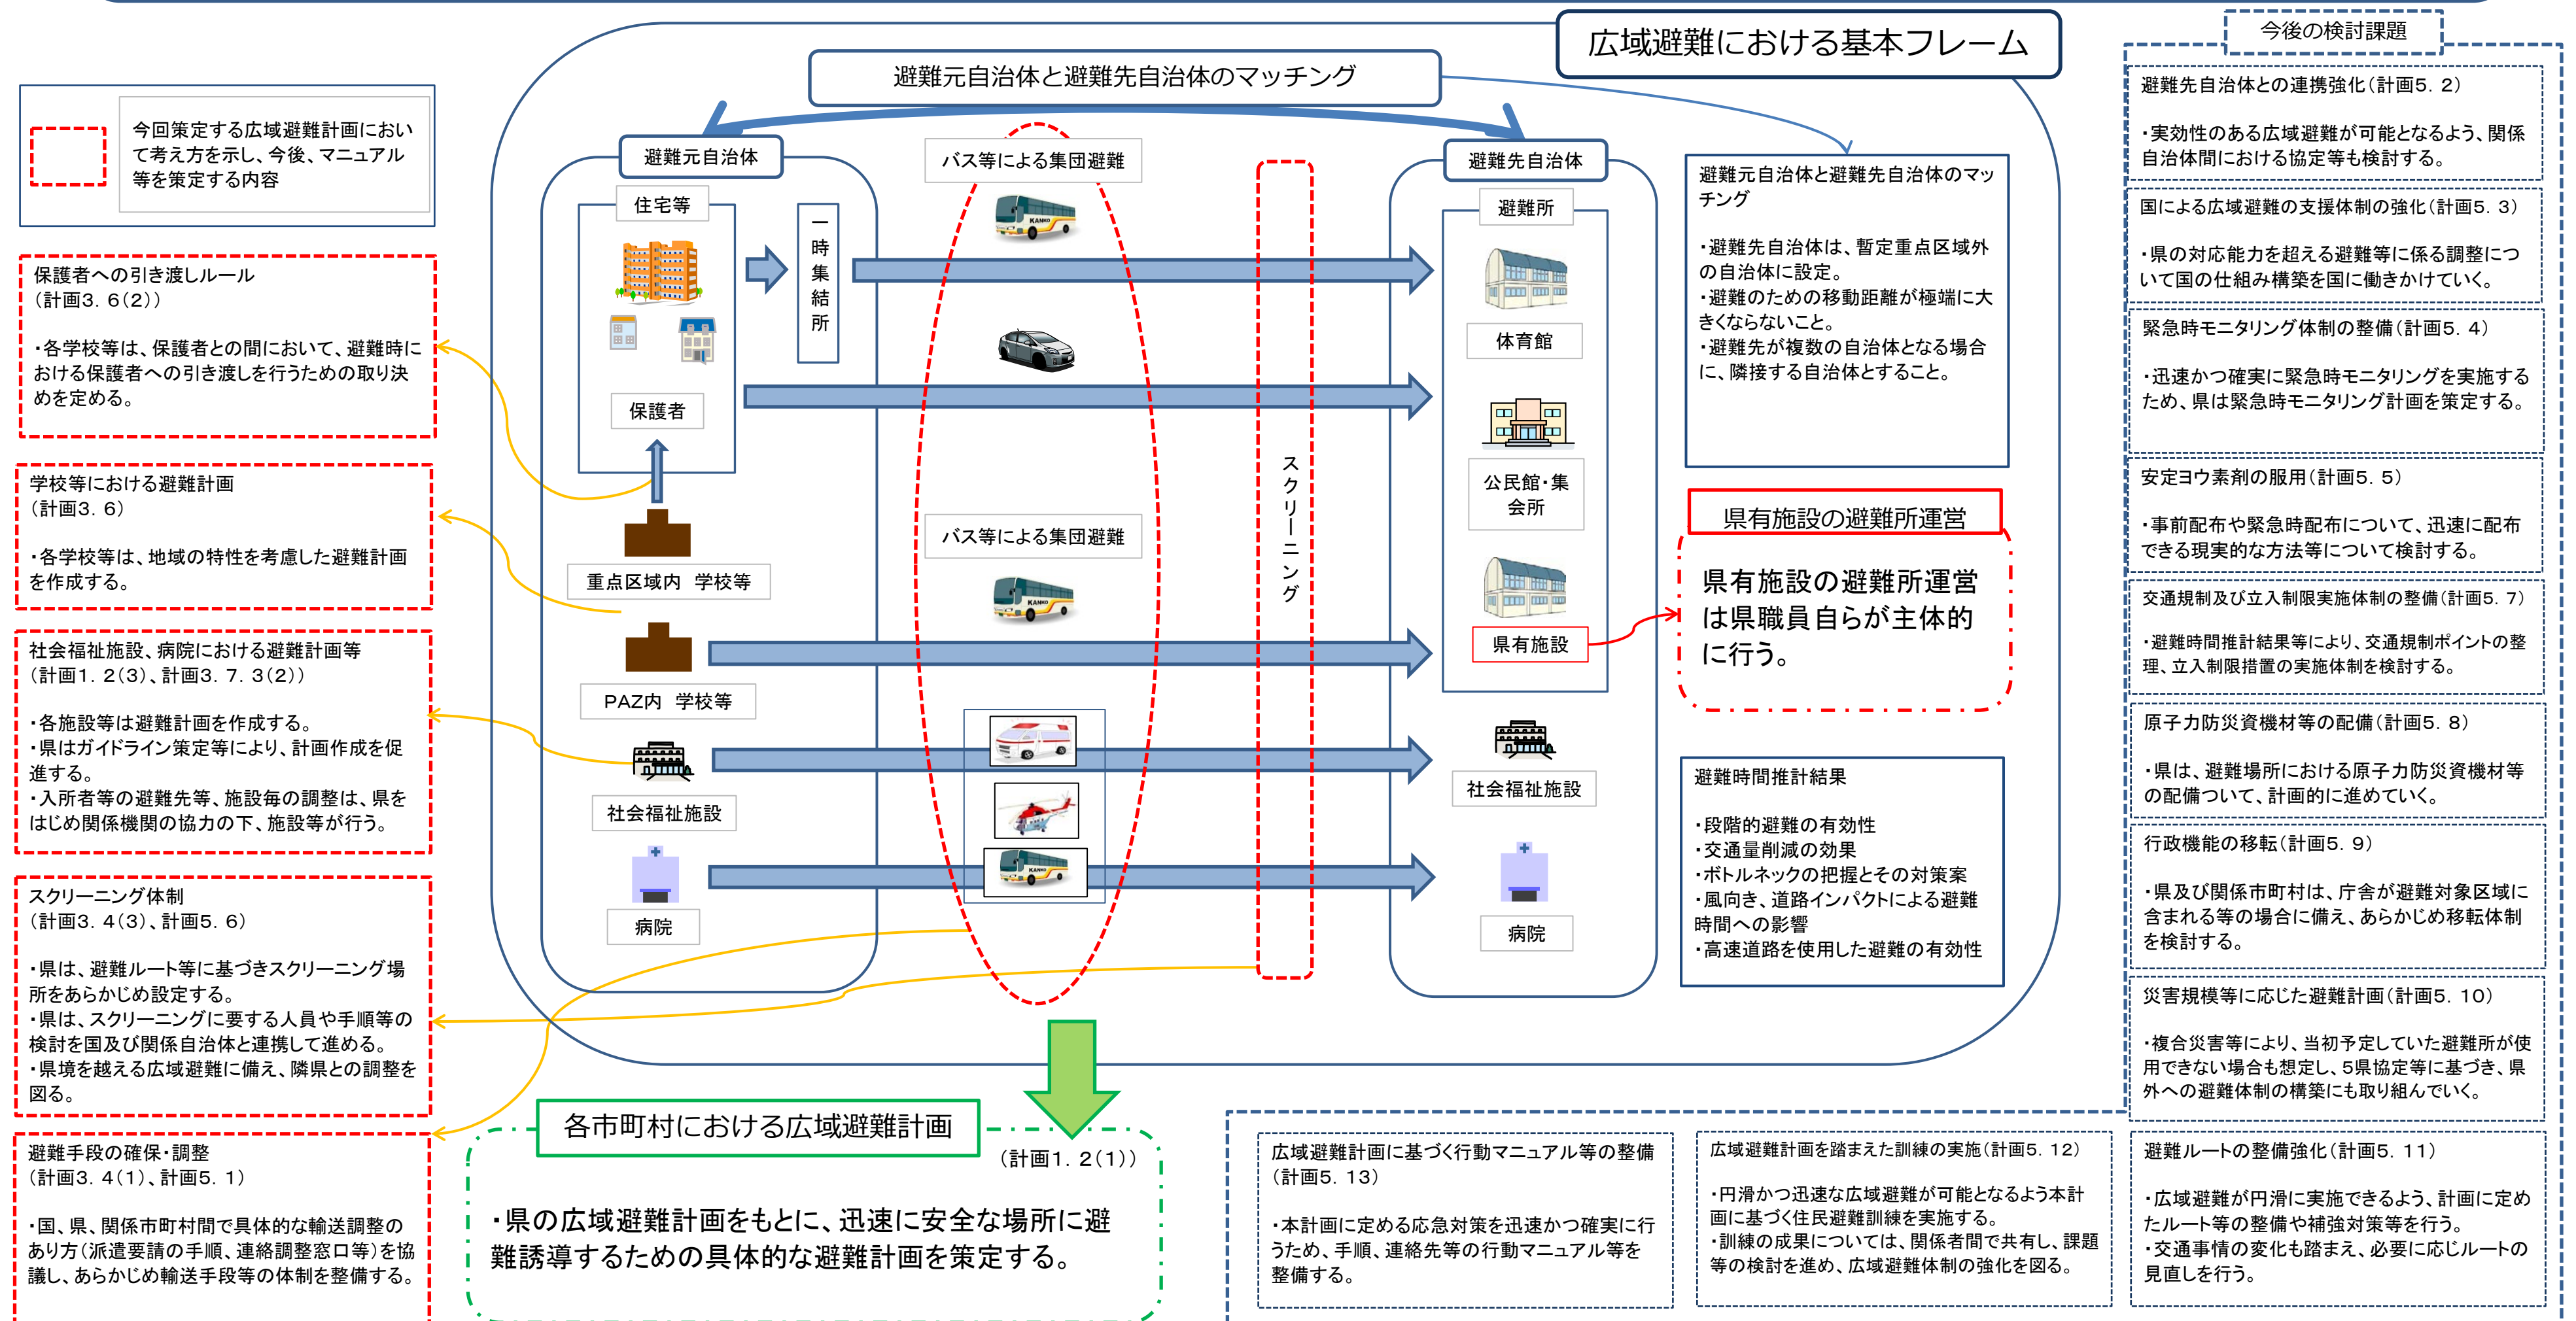 広域避難における基本フレーム
避難元自治体と避難先自治体のマッチング
今回策定する広域避難計画におい
て考え方を示し、今後、マニュアル
等を策定する内容
保護者への引き渡しルール
(計画3. 6(2))
・各学校等は、保護者との間において、避難時に
おける保護者への引き渡しを行うための取り決
めを定める。
学校等における避難計画
(計画3. 6)
・各学校等は、地域の特性を考慮した避難計画
を作成する。
社会福祉施設、病院における避難計画等
(計画1. 2(3)、計画3. 7. 3(2))
・各施設等は避難計画を作成する。
・県はガイドライン策定等により、計画作成を促
進する。
・入所者等の避難先等、施設毎の調整は、県を
はじめ関係機関の協力の下、施設等が行う。
スクリーニング体制
(計画3. 4(3)、計画5. 6)
・県は、避難ルート等に基づきスクリーニング場
所をあらかじめ設定する。
・県は、スクリーニングに要する人員や手順等の
検討を国及び関係自治体と連携して進める。
・県境を越える広域避難に備え、隣県との調整を
図る。
避難手段の確保・調整
(計画3. 4(1)、計画5. 1)
・国、県、関係市町村間で具体的な輸送調整の
あり方(派遣要請の手順、連絡調整窓口等)を協
議し、あらかじめ輸送手段等の体制を整備する。
避難元自治体
住宅等
一時集結所
保護者
重点区域内 学校等
PAZ内 学校等
社会福祉施設
病院
バス等による集団避難
KANKO
バス等による集団避難
KANKO
KANKO
スクリーニング
避難先自治体
避難所
体育館
公民館・集
会所
県有施設
社会福祉施設
病院
避難元自治体と避難先自治体のマッ
チング
・避難先自治体は、暫定重点区域外
の自治体に設定。
・避難のための移動距離が極端に大
きくならないこと。
・避難先が複数の自治体となる場合
に、隣接する自治体とすること。
県有施設の避難所運営
県有施設の避難所運営
は県職員自らが主体的
に行う。
避難時間推計結果
・段階的避難の有効性
・交通量削減の効果
・ボトルネックの把握とその対策案
・風向き、道路インパクトによる避難
時間への影響
・高速道路を使用した避難の有効性
各市町村における広域避難計画
(計画1. 2(1))
・県の広域避難計画をもとに、迅速に安全な場所に避
難誘導するための具体的な避難計画を策定する。
今後の検討課題
避難先自治体との連携強化(計画5. 2)
・実効性のある広域避難が可能となるよう、関係
自治体間における協定等も検討する。
国による広域避難の支援体制の強化(計画5. 3)
・県の対応能力を超える避難等に係る調整につ
いて国の仕組み構築を国に働きかけていく。
緊急時モニタリング体制の整備(計画5. 4)
・迅速かつ確実に緊急時モニタリングを実施する
ため、県は緊急時モニタリング計画を策定する。
安定ヨウ素剤の服用(計画5. 5)
・事前配布や緊急時配布について、迅速に配布
できる現実的な方法等について検討する。
交通規制及び立入制限実施体制の整備(計画5. 7)
・避難時間推計結果等により、交通規制ポイントの整
理、立入制限措置の実施体制を検討する。
原子力防災資機材等の配備(計画5. 8)
・県は、避難場所における原子力防災資機材等
の配備ついて、計画的に進めていく。
行政機能の移転(計画5. 9)
・県及び関係市町村は、庁舎が避難対象区域に
含まれる等の場合に備え、あらかじめ移転体制
を検討する。
災害規模等に応じた避難計画(計画5. 10)
・複合災害等により、当初予定していた避難所が使
用できない場合も想定し、5県協定等に基づき、県
外への避難体制の構築にも取り組んでいく。
避難ルートの整備強化(計画5. 11)
・広域避難が円滑に実施できるよう、計画に定め
たルート等の整備や補強対策等を行う。
・交通事情の変化も踏まえ、必要に応じルートの
見直しを行う。
広域避難計画を踏まえた訓練の実施(計画5. 12)
・円滑かつ迅速な広域避難が可能となるよう本計
画に基づく住民避難訓練を実施する。
・訓練の成果については、関係者間で共有し、課題
等の検討を進め、広域避難体制の強化を図る。
広域避難計画に基づく行動マニュアル等の整備
(計画5. 13)
・本計画に定める応急対策を迅速かつ確実に行
うため、手順、連絡先等の行動マニュアル等を
整備する。